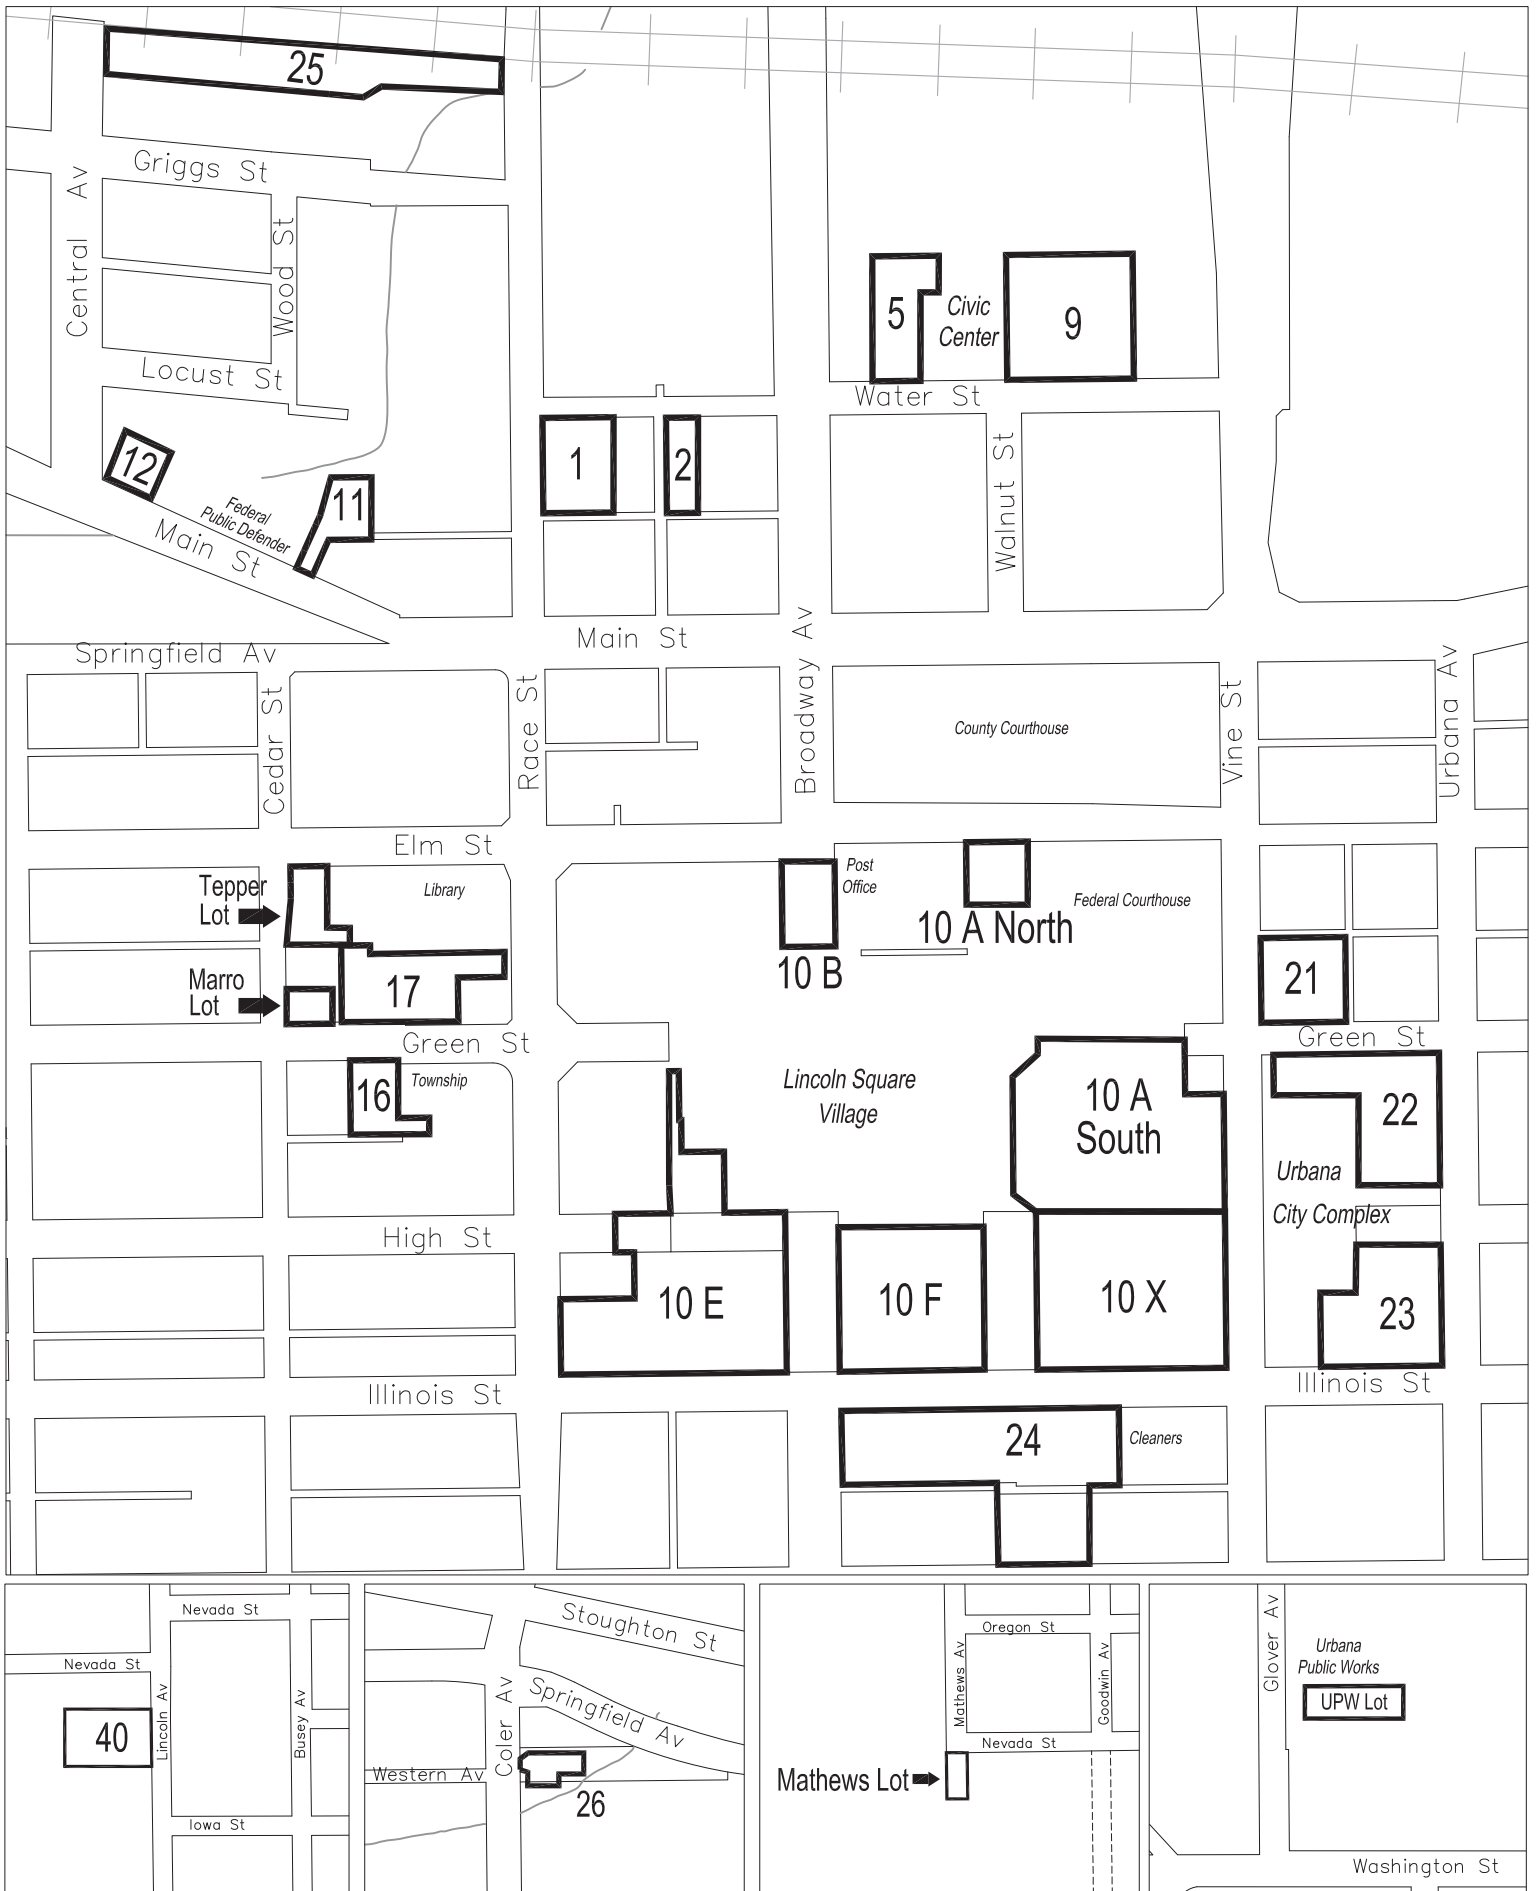 25
Griggs St
Central Av
Wood St
Locust St
5
Civic
Center
9
Water St
12
Federal
Public Defender
11
1
2
Walnut St
Main St
Main St
Springfield Av
Cedar St
Race St
Broadway Av
County Courthouse
Vine St
Urbana Av
Elm St
Tepper
Lot
Library
Post
Office
10 A North
Federal Courthouse
10 B
Marro
Lot
17
21
Green St
Green St
16
Township
Lincoln Square
Village
10 A
South
22
Urbana
City Complex
High St
10 E
10 F
10 X
23
Illinois St
Illinois St
24
Cleaners
Nevada St
Nevada St
40
Lincoln Av
Busey Av
Iowa St
Stoughton St
Springfield Av
Coler Av
Western Av
26
Oregon St
Mathews Av
Goodwin Av
Nevada St
Mathews Lot
Glover Av
Urbana
Public Works
UPW Lot
Washington St